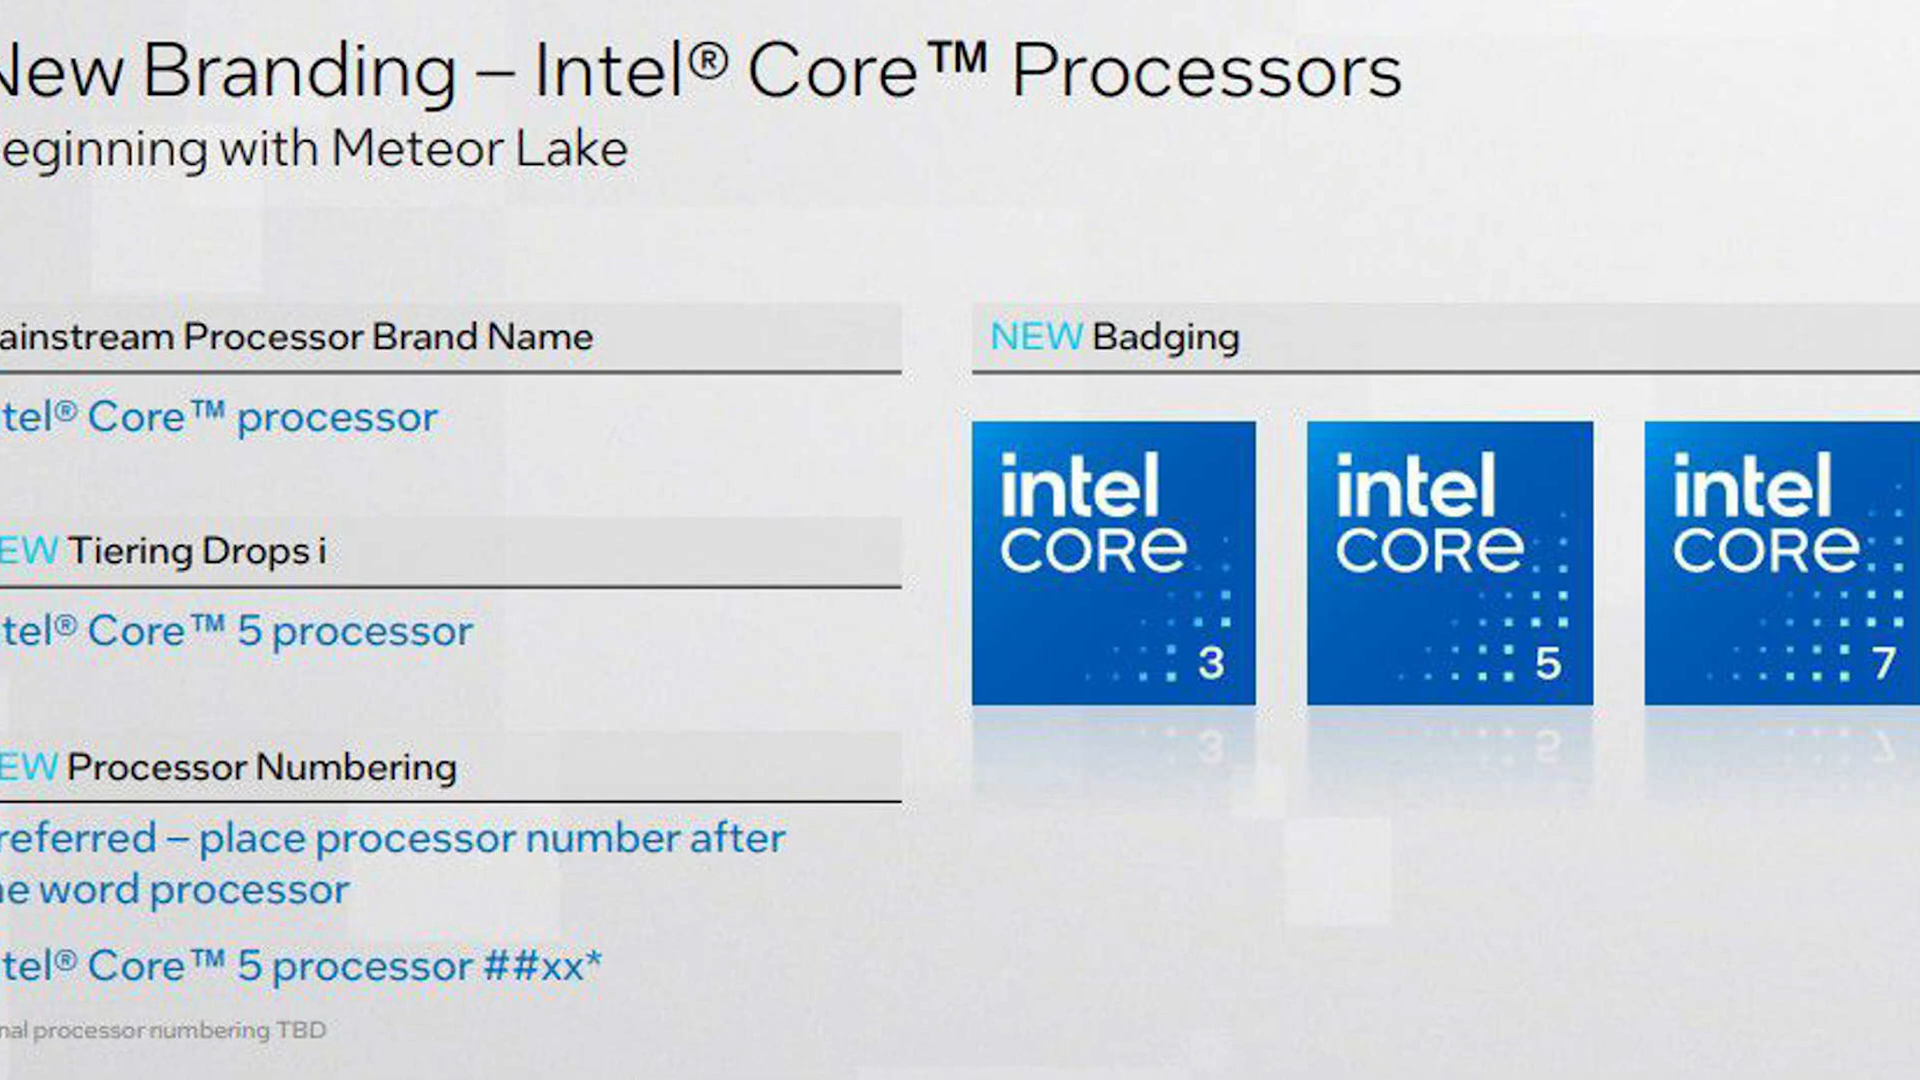 New Branding – Intel® Core™ Processors
eginning with Meteor Lake
ainstream Processor Brand Name
tel® Core™ processor
EW Tiering Drops i
tel® Core™ 5 processor
EW Processor Numbering
referred – place processor number after
e word processor
tel® Core™ 5 processor ##xx*
nal processor numbering TBD
NEW Badging
intel
CORe
3
intel
CORe
5
intel
CORe
7